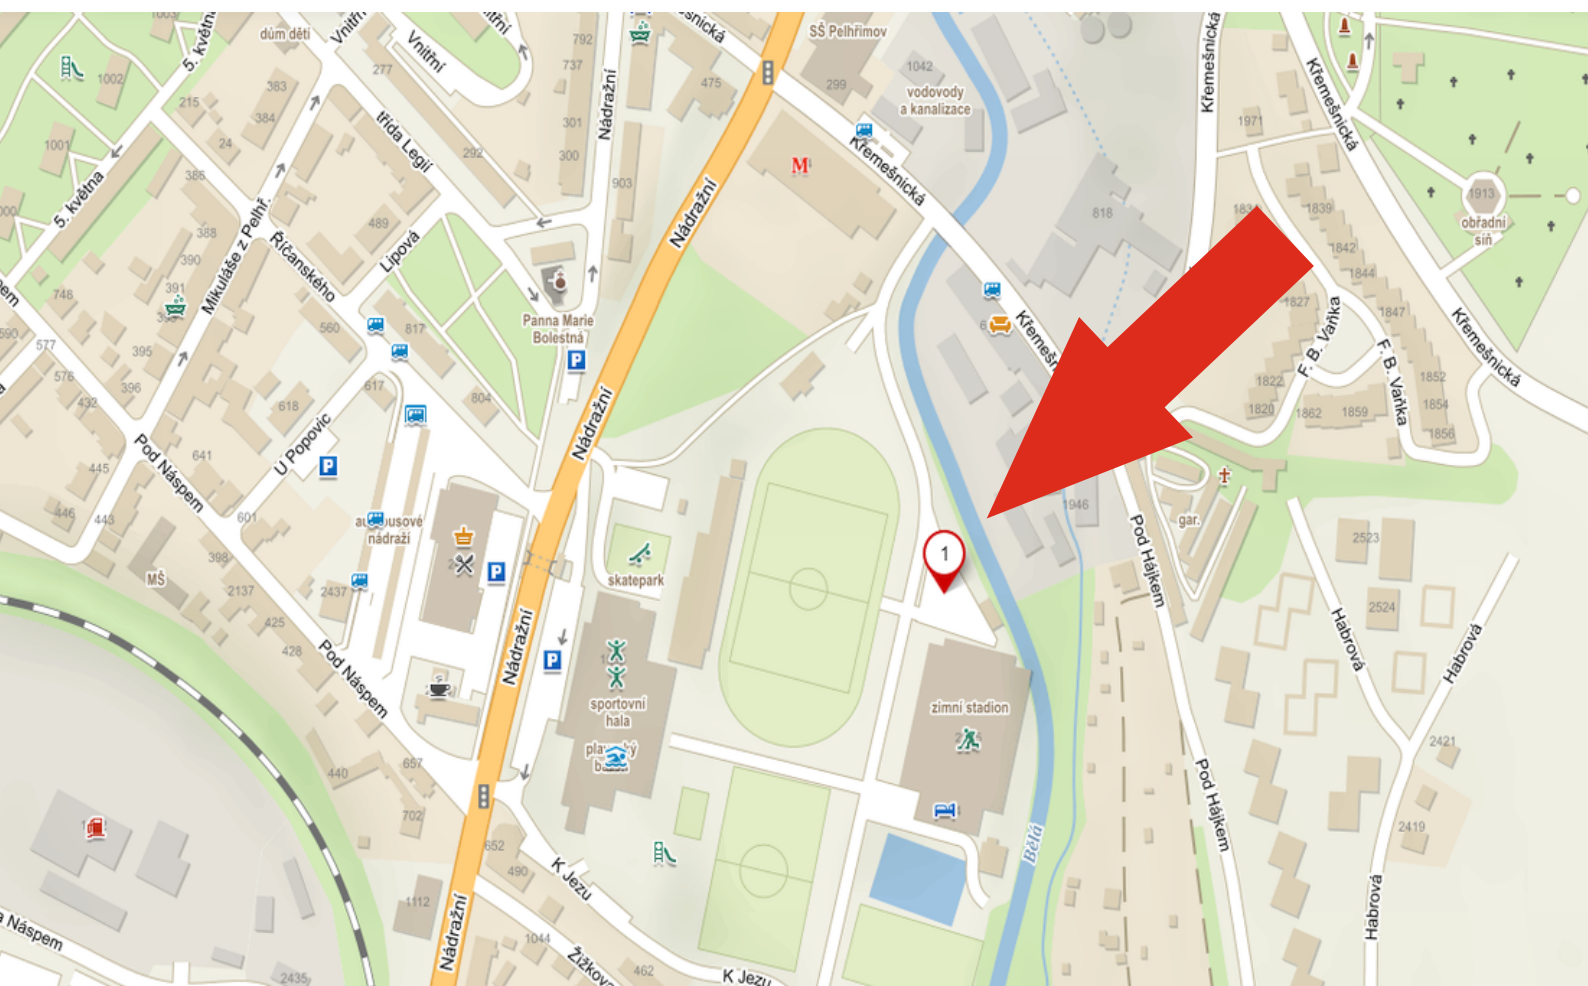 1003
dům dětí
Vnitřní
Vnitřní
792
Křemešnická
SŠ Pelhřimov
5. května
1002
277
737
475
1042
299
vodovody
a kanalizace
Křemešnická
Křemešnická
383
215
384
třída Legií
Nádražní
301
300
292
24
903
1971
Křemešnická
1001
5. května
386
M
818
1913
obřadní
síň
Mikuláše z Pelhř.
388
390
391
489
Lipová
Říčanského
Nádražní
1839
1842
1844
1847
1827
748
590
577
560
817
Panna Marie
Bolestná
P
F. B. Vaňka
F. B. Vaňka
Křemešnická
395
396
576
432
617
618
804
Nádražní
1822
1820
1862
1859
1852
1854
1856
Pod Náspem
U Popovic
641
P
445
446
443
601
autobusové
nádraží
1946
Pod Hájkem
gar.
2523
1
398
MŠ
2137
2437
P
skatepark
2524
Habrová
Habrová
425
428
Pod Náspem
Nádražní
P
sportovní
hala
zimní stadion
657
440
702
652
490
2421
2419
Pod Hájkem
Bělá
K Jezu
1112
Nádražní
1044
462
K Jezu
Habrová
Náspem
2435